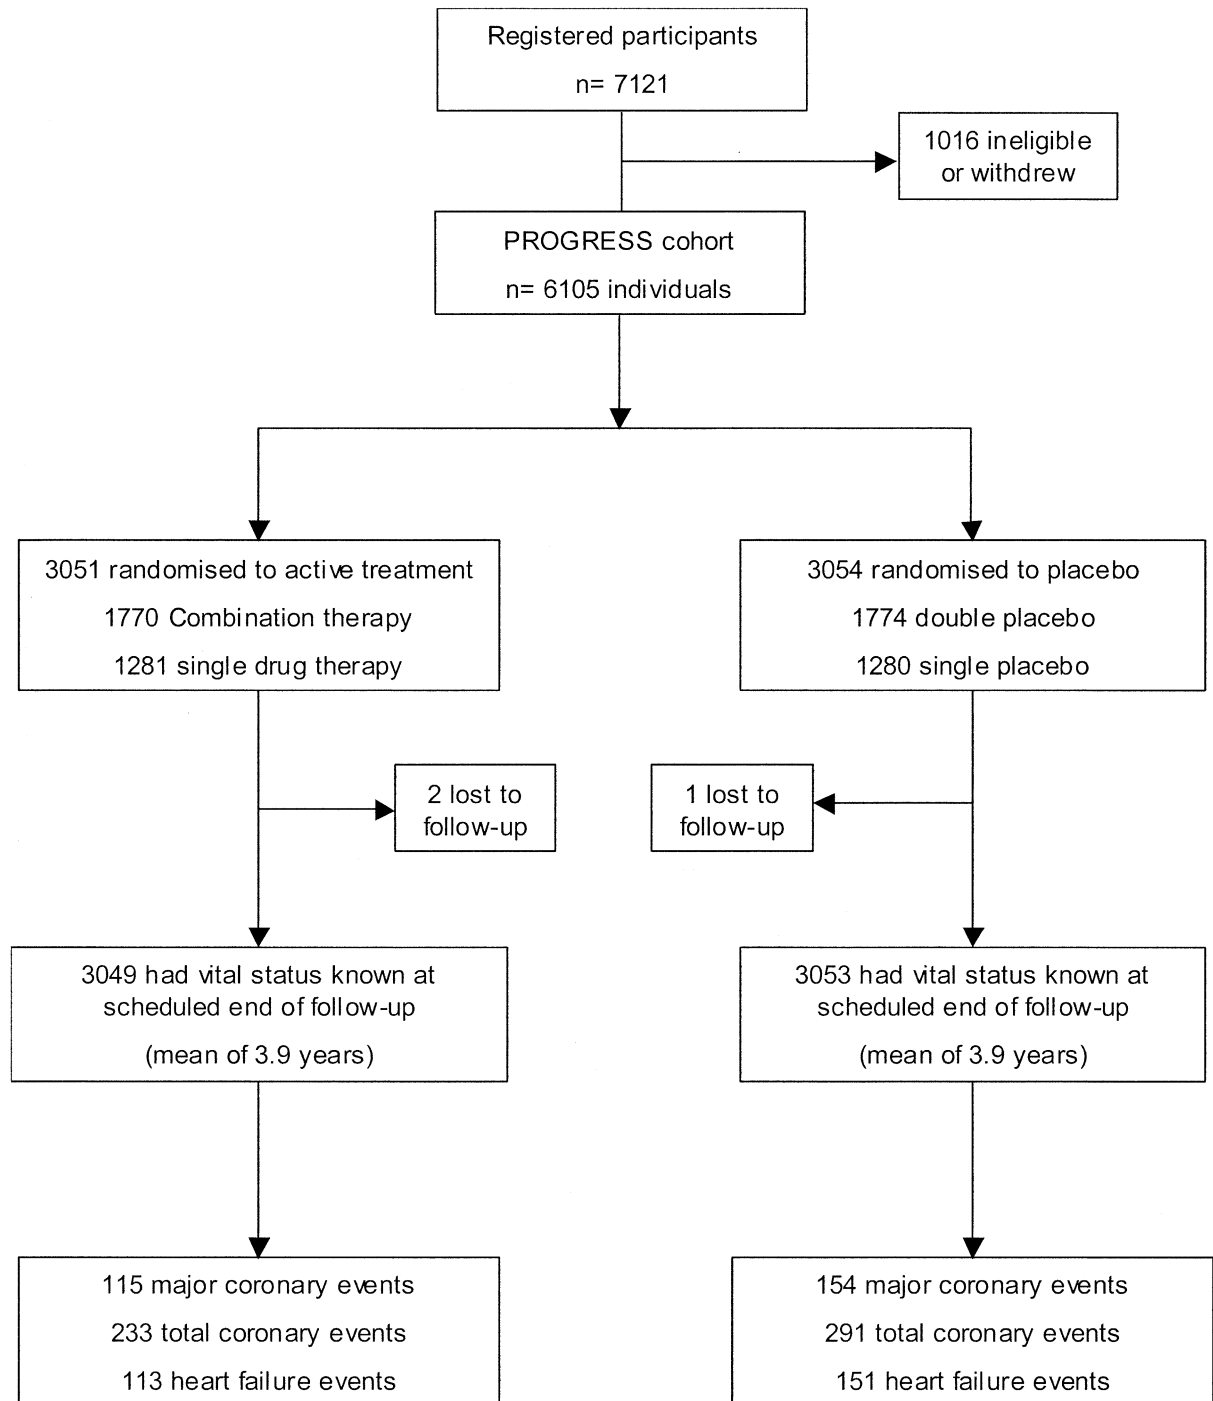 Registered participants
n= 7121
1016 ineligible
or withdrew
PROGRESS cohort
n= 6105 individuals
3051 randomised to active treatment
1770 Combination therapy
1281 single drug therapy
3054 randomised to placebo
1774 double placebo
1280 single placebo
2 lost to
follow-up
1 lost to
follow-up
3049 had vital status known at
scheduled end of follow-up
(mean of 3.9 years)
3053 had vital status known at
scheduled end of follow-up
(mean of 3.9 years)
115 major coronary events
233 total coronary events
113 heart failure events
154 major coronary events
291 total coronary events
151 heart failure events